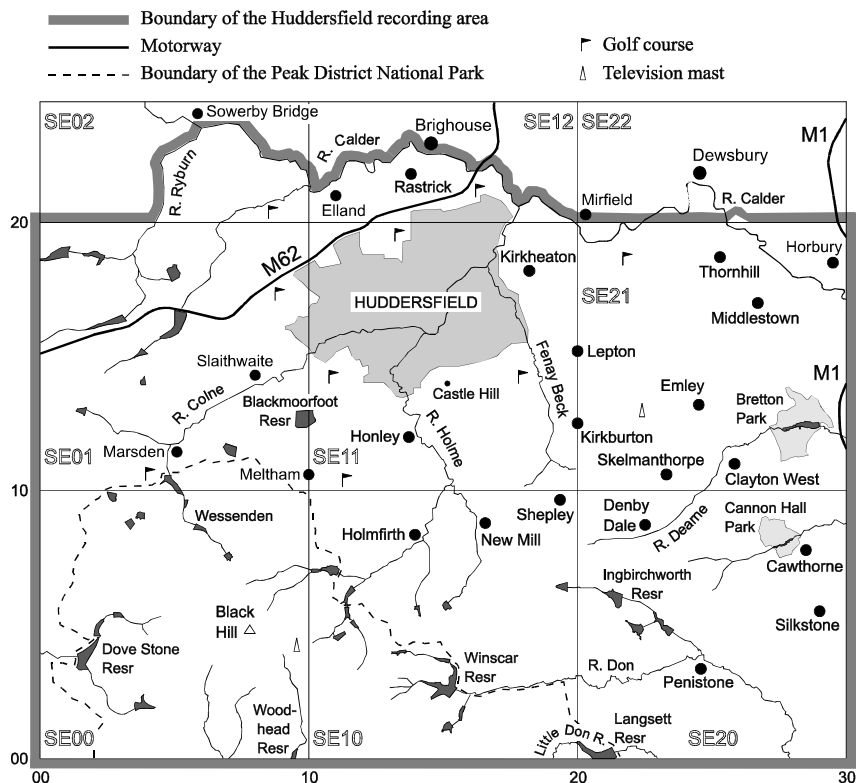 Boundary of the Huddersfield recording area
Motorway
Golf course
Boundary of the Peak District National Park
Television mast
SE02
Sowerby Bridge
R. Calder
Brighouse
SE12
SE22
M1
R. Ryburn
Rastrick
Elland
Dewsbury
Mirfield
R. Calder
20
M62
Kirkheaton
Thornhill
Horbury
HUDDERSFIELD
SE21
Middlestown
Slaithwaite
Lepton
Fenay Beck
R. Colne
Castle Hill
Emley
M1
Bretton
Park
Blackmoorfoot
Resr
R. Holme
Honley
Kirkburton
Marsden
SE01
SE11
Skelmanthorpe
Meltham
Clayton West
10
Wessenden
Shepley
Denby
Dale
R. Dearne
Cannon Hall
Park
Holmfirth
New Mill
Cawthorne
Ingbirchworth
Resr
Black
Hill
Silkstone
Dove Stone
Resr
Winscar
Resr
R. Don
Penistone
Wood-
head
Resr
Langsett
Resr
Little Don R.
SE00
SE10
SE20
00
00
10
20
30